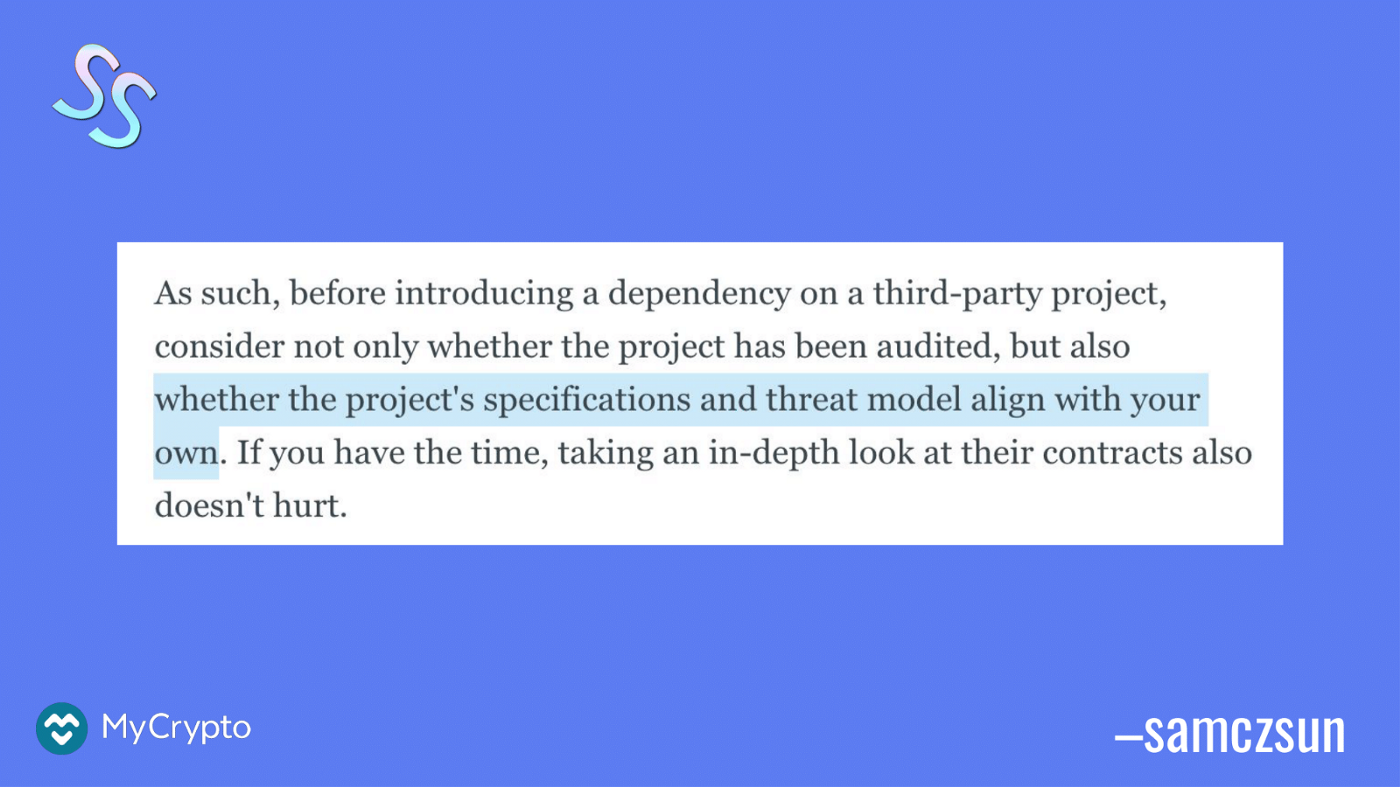 SS
As such, before introducing a dependency on a third-party project,
consider not only whether the project has been audited, but also
whether the project's specifications and threat model align with your
own. If you have the time, taking an in-depth look at their contracts also
doesn't hurt.
MyCrypto
–samczsun